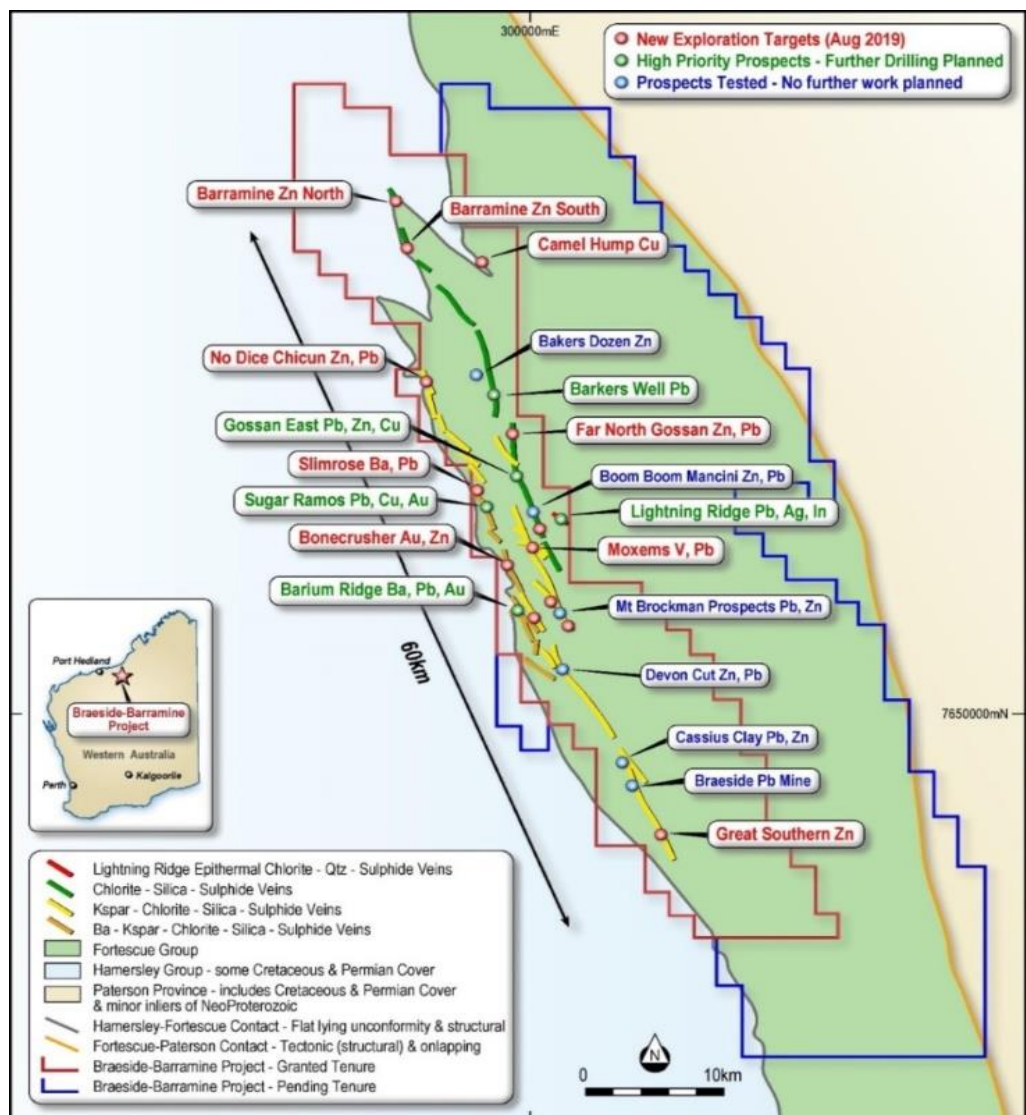 300000mE
New Exploration Targets (Aug 2019)
High Priority Prospects - Further Drilling Planned
Prospects Tested - No further work planned
Barramine Zn North
Barramine Zn South
Camel Hump Cu
No Dice Chicun Zn, Pb
Bakers Dozen Zn
Barkers Well Pb
Gossan East Pb, Zn, Cu
Far North Gossan Zn, Pb
Slimrose Ba, Pb
Boom Boom Mancini Zn, Pb
Sugar Ramos Pb, Cu, Au
Lightning Ridge Pb, Ag, In
Bonecrusher Au, Zn
Moxems V, Pb
Barium Ridge Ba, Pb, Au
Mt Brockman Prospects Pb, Zn
60km
Devon Cut Zn, Pb
7650000mN
Cassius Clay Pb, Zn
Braeside Pb Mine
Great Southern Zn
Port Hedland
Braeside-Barramine
Project
Western Australia
Kalgoorlie
Perth
Lightning Ridge Epithermal Chlorite - Qtz - Sulphide Veins
Chlorite - Silica - Sulphide Veins
Kspar - Chlorite - Silica - Sulphide Veins
Ba - Kspar - Chlorite - Silica - Sulphide Veins
Fortescue Group
Hamersley Group - some Cretaceous & Permian Cover
Paterson Province - includes Cretaceous & Permian Cover
& minor inliers of NeoProterozoic
Hamersley-Fortescue Contact - Flat lying unconformity & structural
Fortescue-Paterson Contact - Tectonic (structural) & onlapping
Braeside-Barramine Project - Granted Tenure
Braeside-Barramine Project - Pending Tenure
N
0 10km